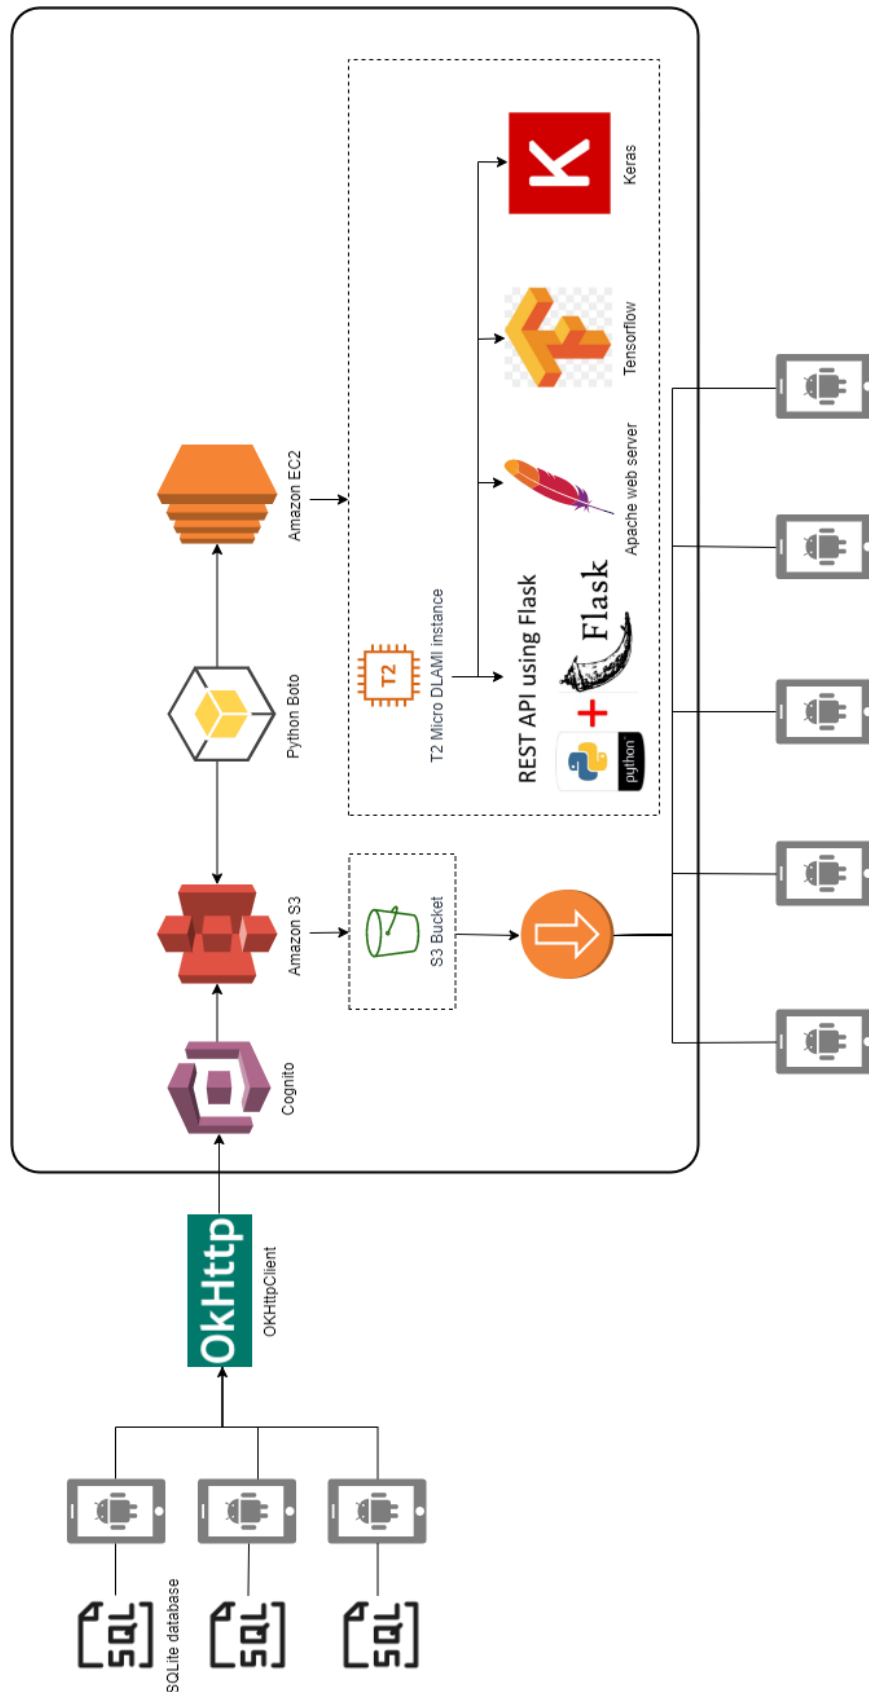 SQL
SQLite database
SQL
SQL
OkHttp
OKHttpClient
Cognito
Amazon S3
Python Boto
Amazon EC2
S3 Bucket
T2
T2 Micro DLAMI instance
REST API using Flask
python
Flask
Apache web server
Tensorflow
K
Keras